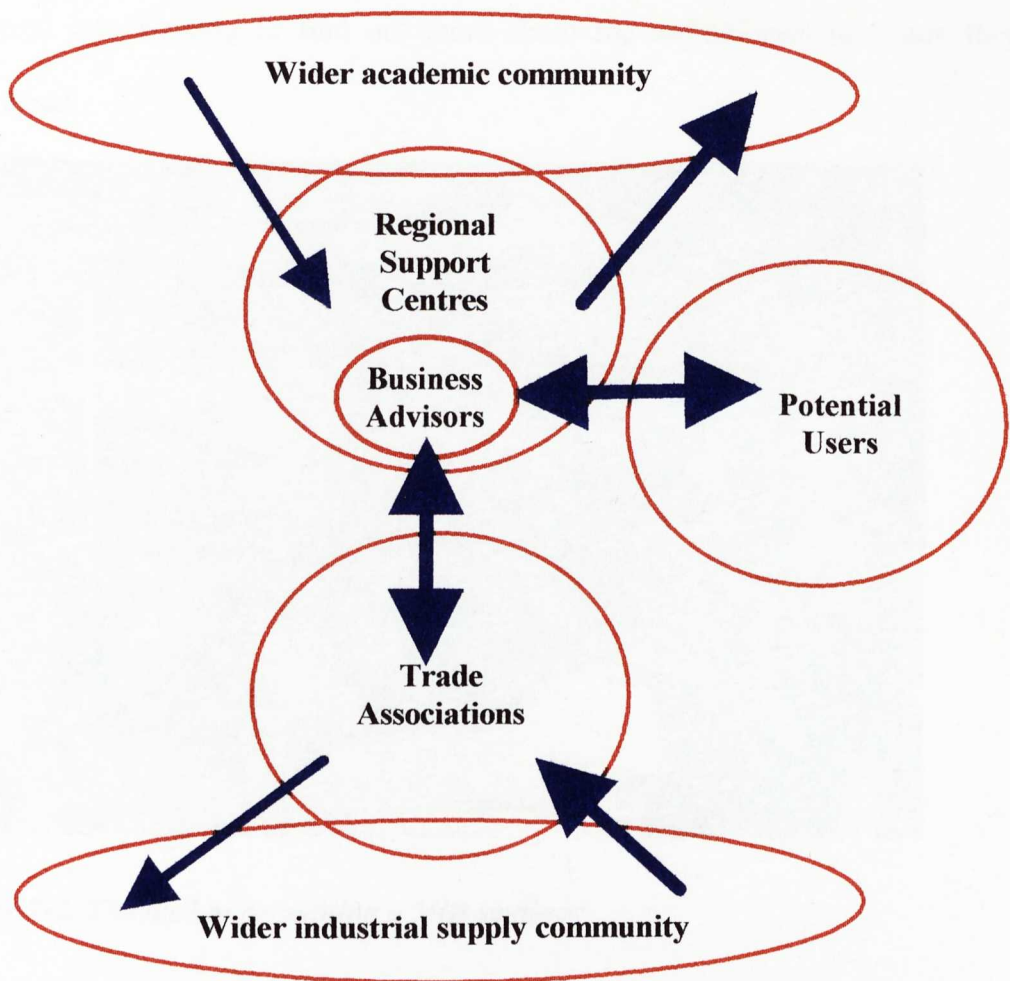 Wider academic community
Regional
Support
Centres
Business
Advisors
Potential
Users
Trade
Associations
Wider industrial supply community